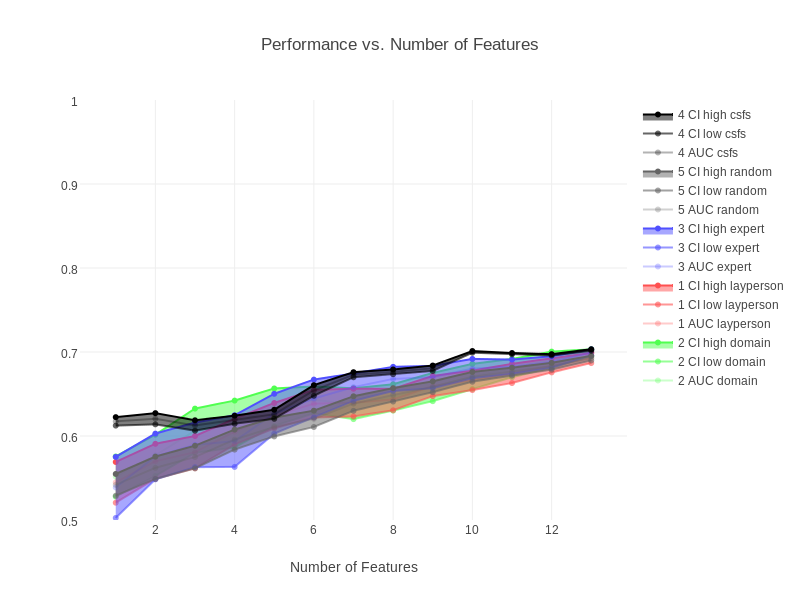 Performance vs. Number of Features
1
0.9
0.8
0.7
0.6
0.5
2
4
6
8
10
12
Number of Features
4 CI high csfs
4 CI low csfs
4 AUC csfs
5 CI high random
5 CI low random
5 AUC random
3 CI high expert
3 CI low expert
3 AUC expert
1 CI high layperson
1 CI low layperson
1 AUC layperson
2 CI high domain
2 CI low domain
2 AUC domain